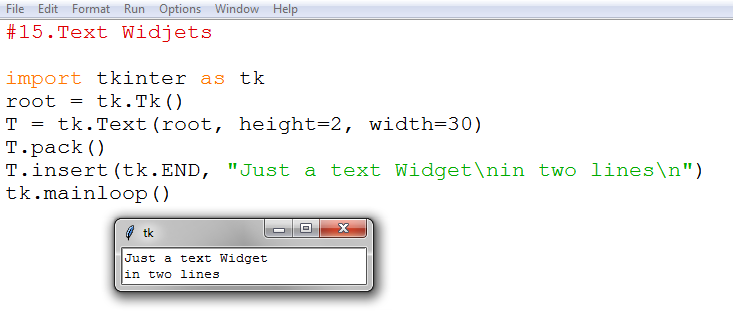 File Edit Format Run Options Window Help
#15.Text Widjets
import tkinter as tk
root = tk.Tk()
T = tk.Text(root, height=2, width=30)
T.pack()
T.insert(tk.END, "Just a text Widget\nin two lines\n")
tk.mainloop()
tk
Just a text Widget
in two lines